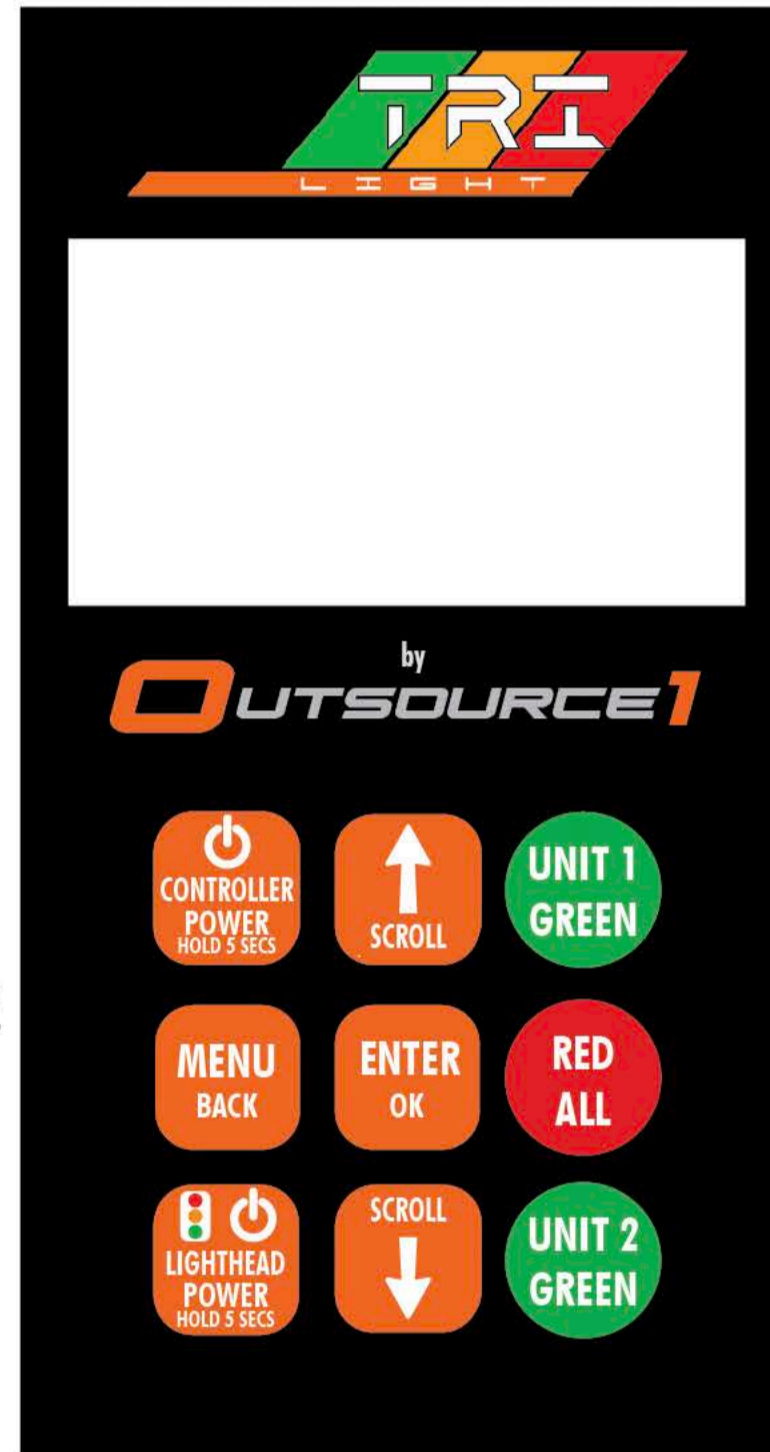 TRI
LIGHT
by
OUTSOURCE1
CONTROLLER
POWER
HOLD 5 SECS
SCROLL
UNIT 1
GREEN
MENU
BACK
ENTER
OK
RED
ALL
LIGHTHEAD
POWER
HOLD 5 SECS
SCROLL
UNIT 2
GREEN